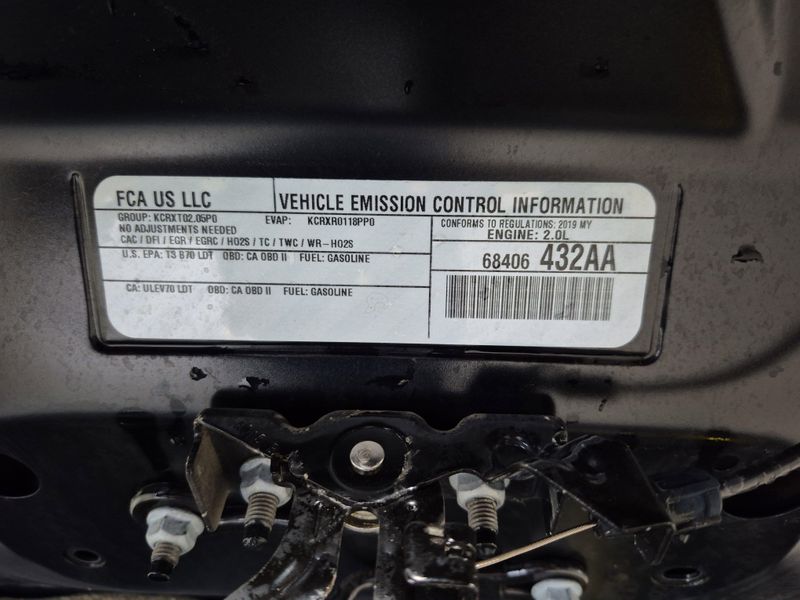 FCA US LLC
VEHICLE EMISSION CONTROL INFORMATION
GROUP: KCRXT02.05P0 EVAP: KCRXR0118PP0
NO ADJUSTMENTS NEEDED
CAC / DFI / EGR / EGRC / HO2S / TC / TWC / WR-HO2S
CONFORMS TO REGULATIONS: 2019 MY
ENGINE: 2.0L
U.S. EPA: T3 B70 LDT OBD: CA OBD II FUEL: GASOLINE
68406 432AA
CA: ULEV70 LDT OBD: CA OBD II FUEL: GASOLINE